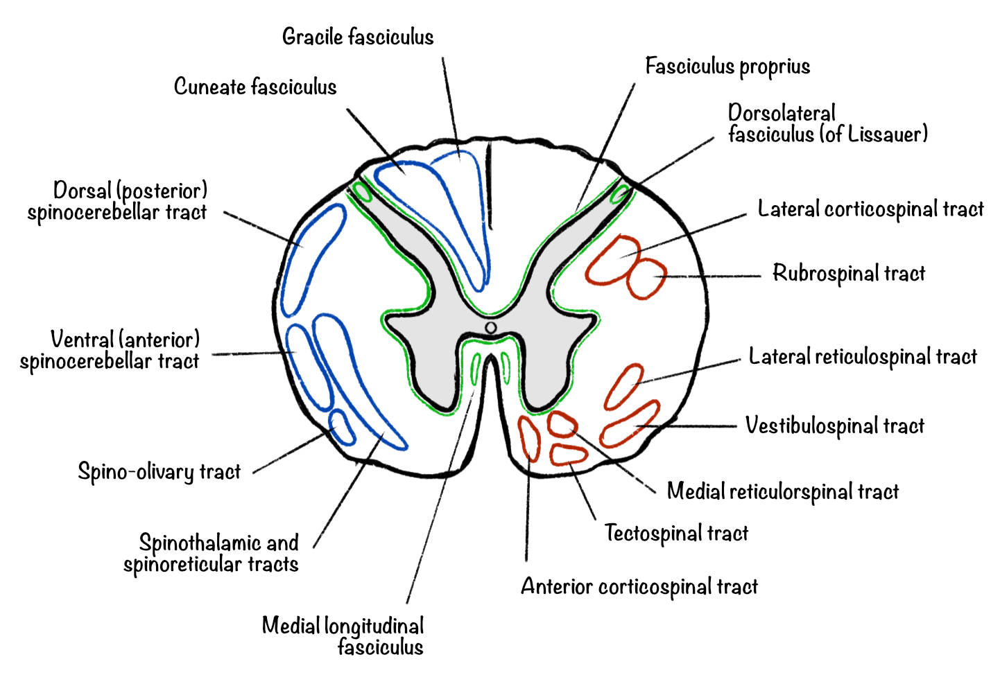 Gracile fasciculus
Cuneate fasciculus
Fasciculus proprius
Dorsolateral
fasciculus (of Lissauer)
Dorsal (posterior)
spinocerebellar tract
Lateral corticospinal tract
Rubrospinal tract
Ventral (anterior)
spinocerebellar tract
Lateral reticulospinal tract
Vestibulospinal tract
Spino-olivary tract
Medial reticulorspinal tract
Spinothalamic and
spinoreticular tracts
Tectospinal tract
Anterior corticospinal tract
Medial longitudinal
fasciculus